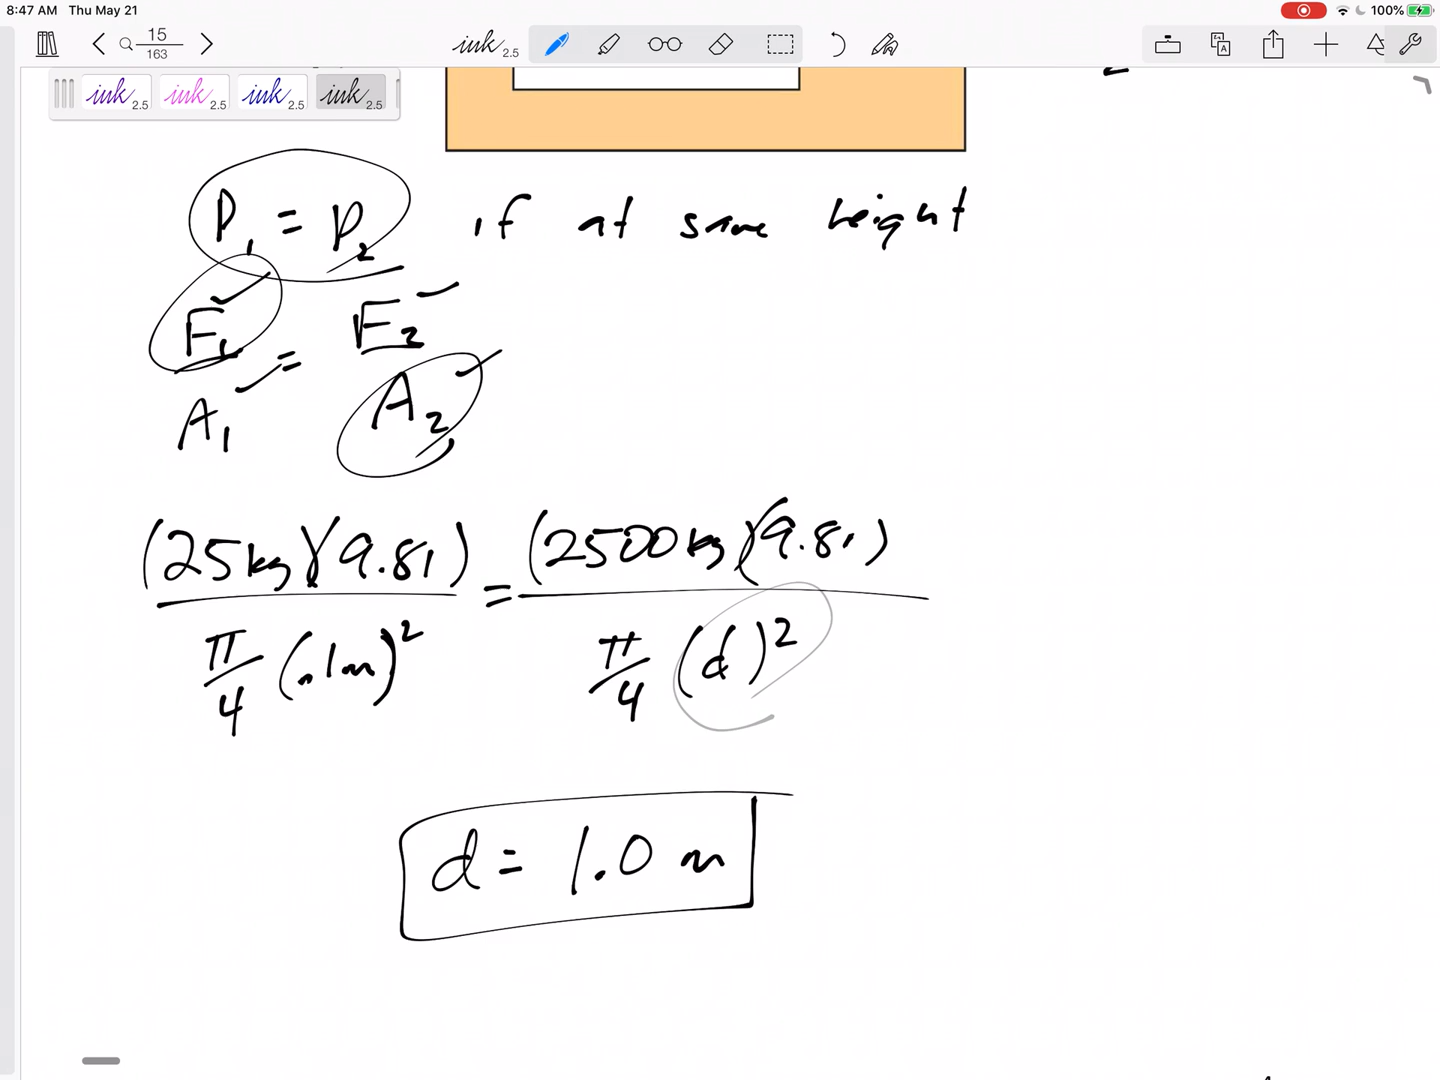 8:47 AM Thu May 21
100%
15
163
ink 2.5
ink 2.5 ink 2.5 ink 2.5 ink 2.5
2
P₁ = P₂ if at same height
F₁ / A₁ = F₂ / A₂
(25kg)(9.81) / π/4 (.1m)² = (2500kg)(9.81) / π/4 (d)²
d = 1.0 m